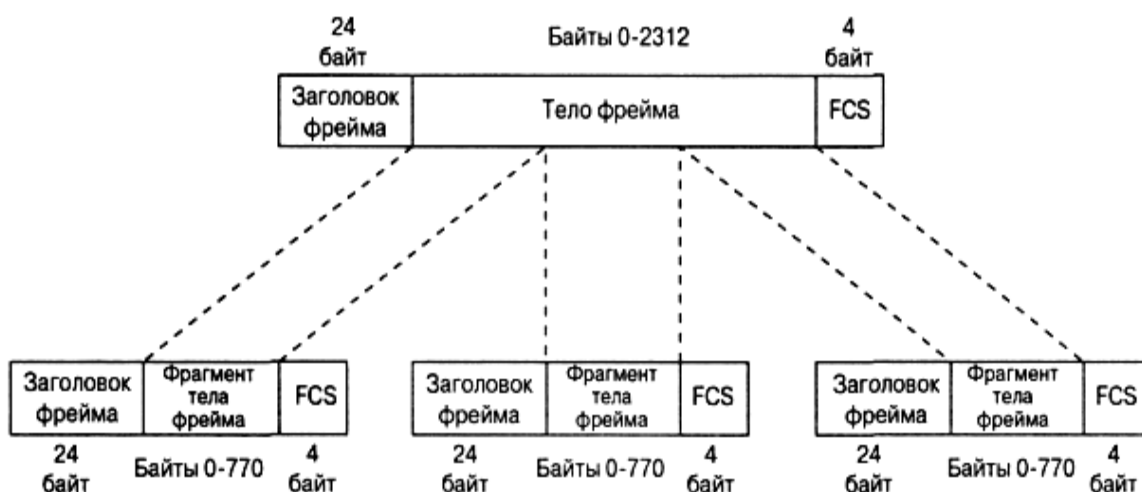 24
байт
Байты 0-2312
4
байт
Заголовок
фрейма
Тело фрейма
FCS
Заголовок
фрейма
Фрагмент
тела
фрейма
FCS
Заголовок
фрейма
Фрагмент
тела
фрейма
FCS
Заголовок
фрейма
Фрагмент
тела
фрейма
FCS
24
байт
Байты 0-770
4
байт
24
байт
Байты 0-770
4
байт
24
байт
Байты 0-770
4
байт